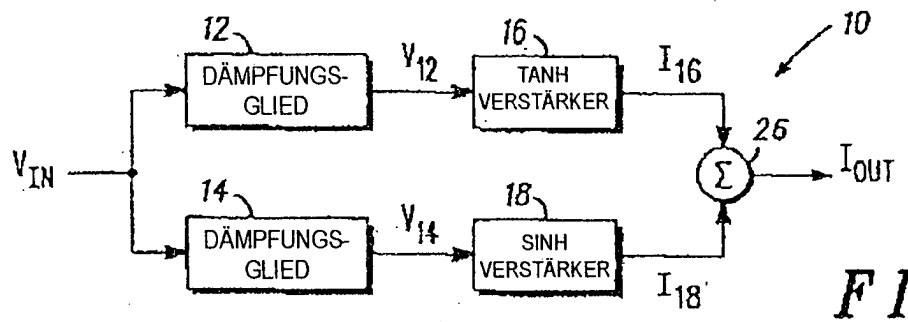 12
DÄMPFUNGS-
GLIED
V12
16
TANH
VERSTÄRKER
I16
10
26
VIN
Σ
IOUT
14
DÄMPFUNGS-
GLIED
V14
18
SINH
VERSTÄRKER
I18
F1